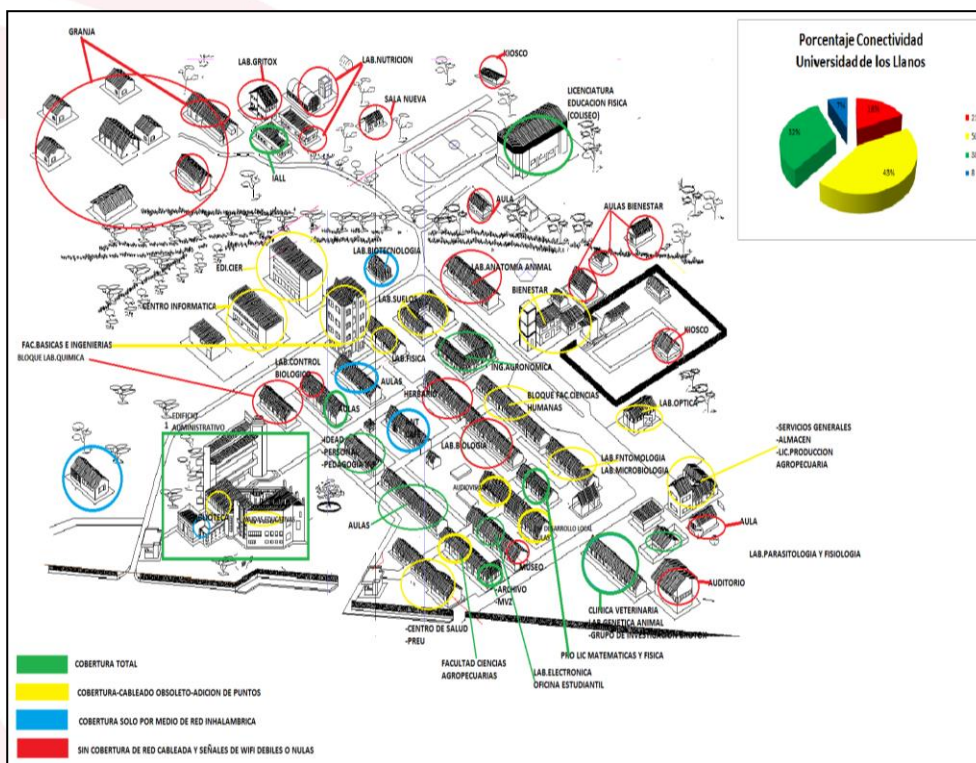 GRANJA
LAB.GRITOX
LAB.NUTRICION
KIOSCO
SALA NUEVA
LICENCIATURA
EDUCACION FISICA
(COLISEO)
IALL
AULA
AULAS BIENESTAR
Porcentaje Conectividad
Universidad de los Llanos
7%
32%
43%
8
EDI.CIER
LAB.BIOTECNOLOGIA
LAB.ANATOMIA ANIMAL
BIENESTAR
CENTRO INFORMATICA
LAB.SUELOS
KIOSCO
FAC.BASICAS E INGENIERIAS
BLOQUE LAB.QUIMICA
LAB.FISICA
ING.AGRONOMICA
LAB.CONTROL
BIOLOGICO
AULAS
HERBARIO
BLOQUE FAC.CIENCIAS
HUMANAS
LAB.OPTICA
AULAS
EDIFICIO
ADMINISTRATIVO
LAB.BIOLOGIA
-SERVICIOS GENERALES
-ALMACEN
-LIC.PRODUCCION
AGROPECUARIA
LAB.ENTOMOLOGIA
LAB.MICROBIOLOGIA
AULAS
DESARROLLO LOCAL
AULA
MUSEO
LAB.PARASITOLOGIA Y FISIOLOGIA
AUDITORIO
-ARCHIVO
-MVZ
CLINICA VETERINARIA
LAB.GENETICA ANIMAL
-CENTRO DE SALUD
-PREU
PRO LIC MATEMATICAS Y FISICA
FACULTAD CIENCIAS
AGROPECUARIAS
LAB.ELECTRONICA
OFICINA ESTUDIANTIL
COBERTURA TOTAL
COBERTURA-CABLEADO OBSOLETO-ADICION DE PUNTOS
COBERTURA SOLO POR MEDIO DE RED INHALAMBRICA
SIN COBERTURA DE RED CABLEADA Y SEÑALES DE WIFI DEBILES O NULAS